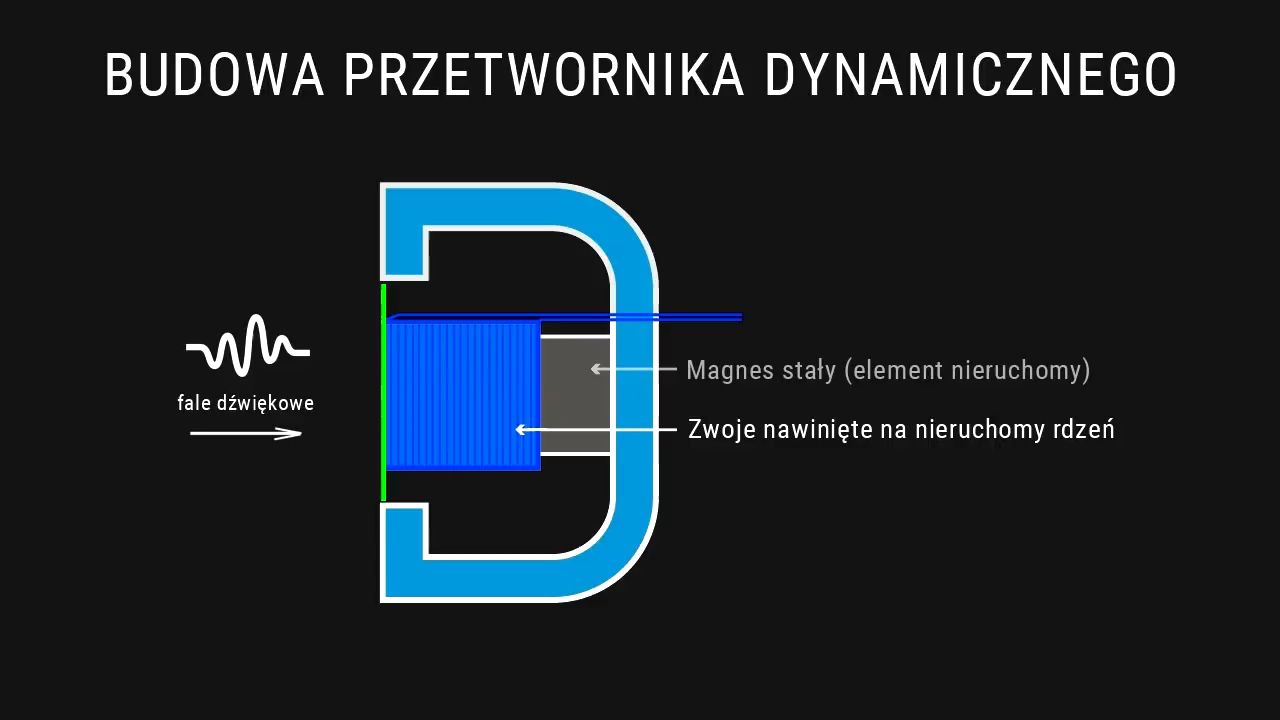 BUDOWA PRZETWORNIKA DYNAMICZNEGO
fale dźwiękowe
Magnes stały (element nieruchomy)
Zwoje nawinięte na nieruchomy rdzeń